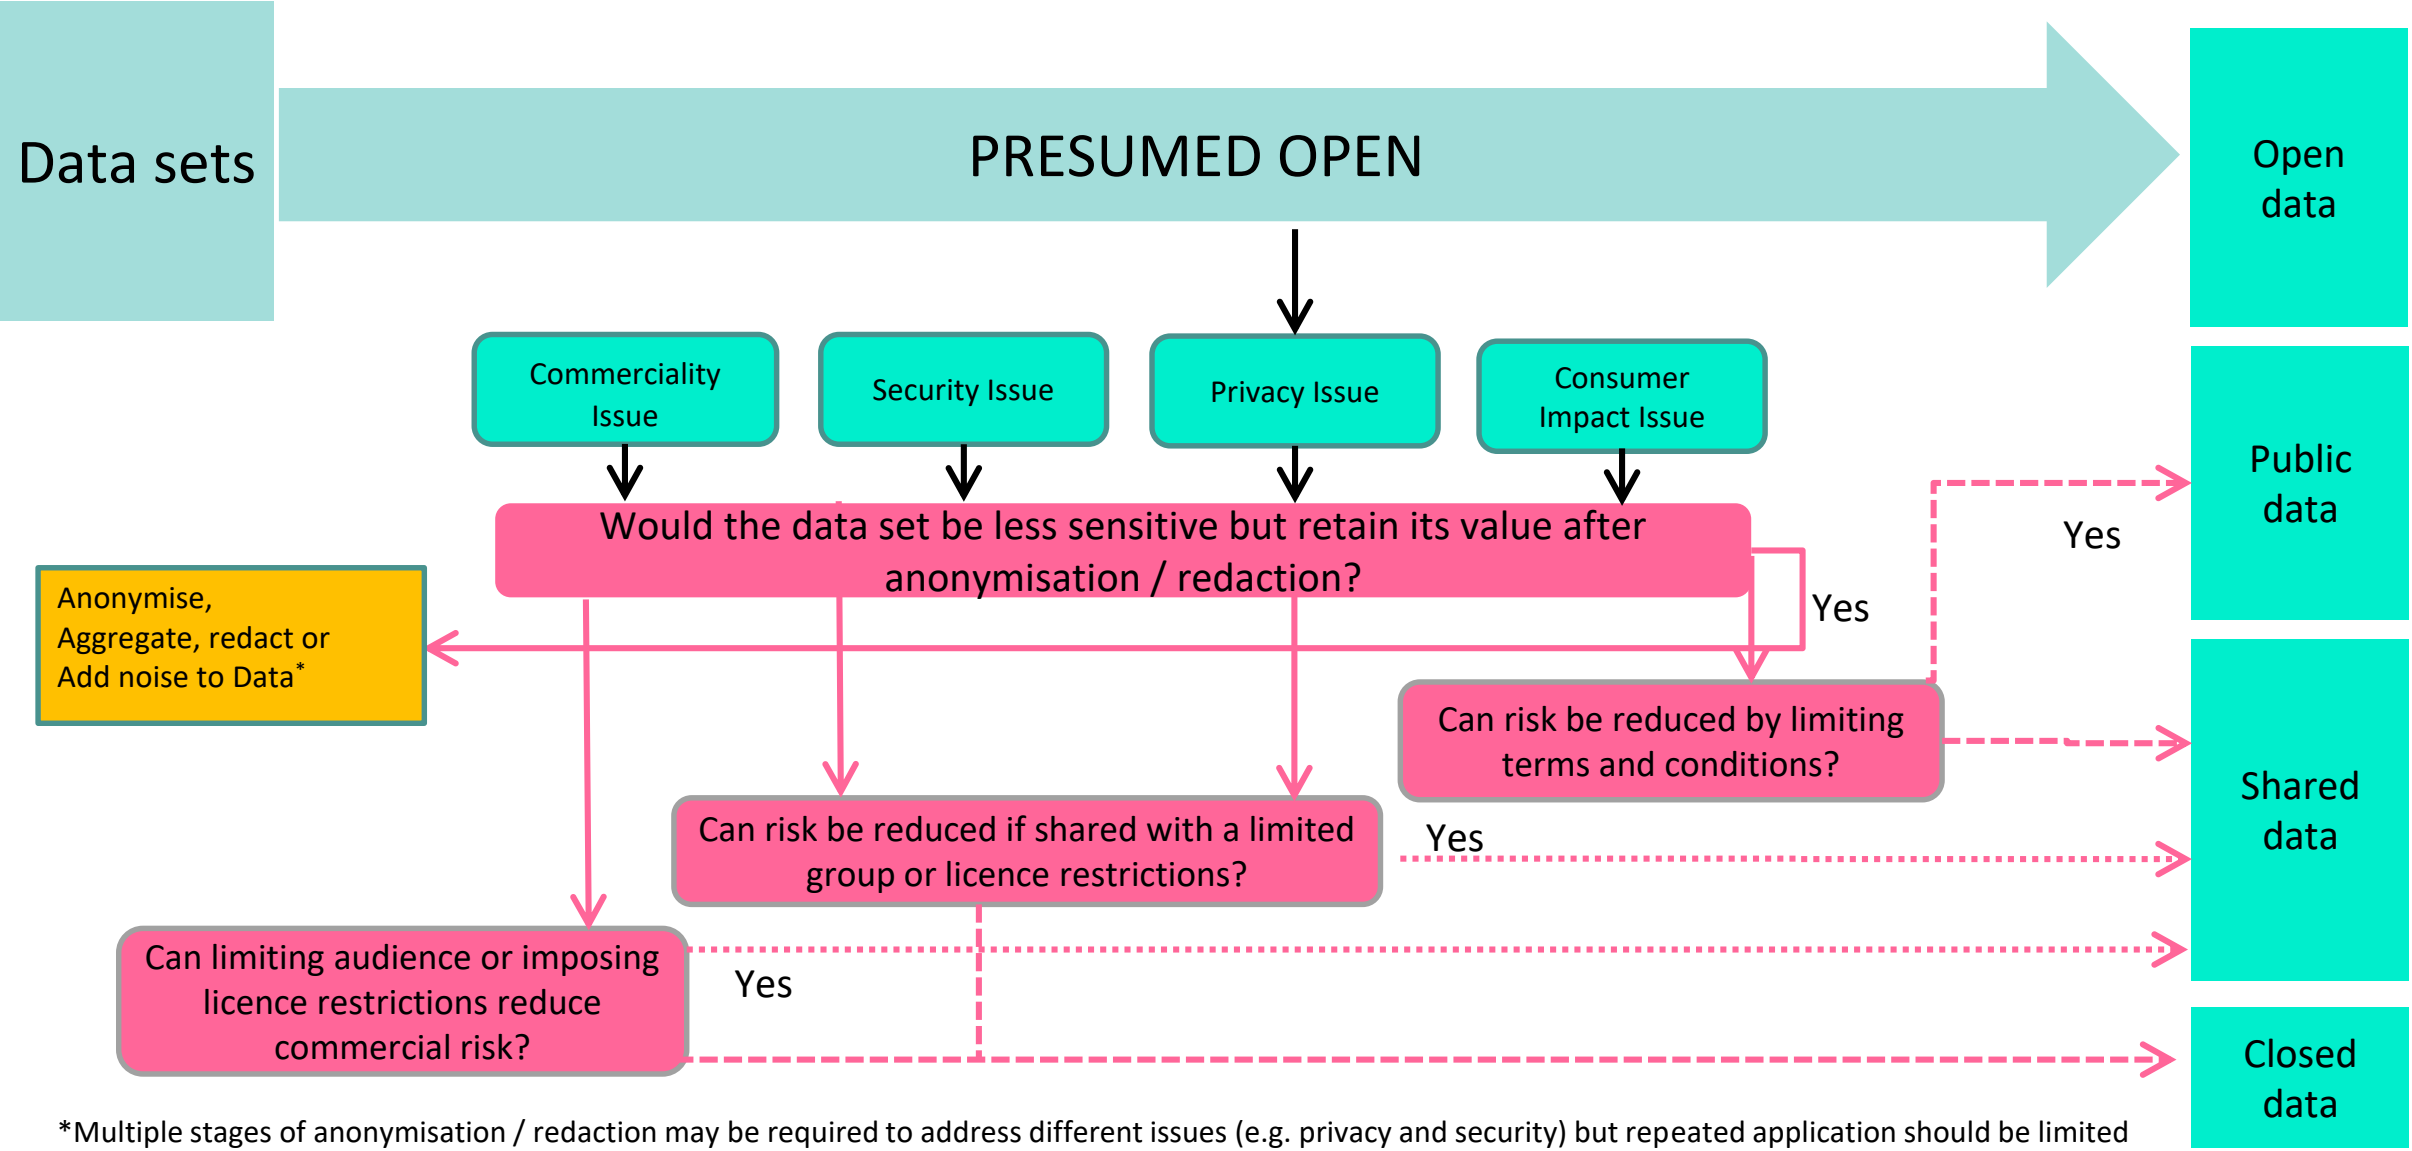 Data sets
PRESUMED OPEN
Open
data
Commerciality
Issue
Security Issue
Privacy Issue
Consumer
Impact Issue
Public
data
Yes
Would the data set be less sensitive but retain its value after
anonymisation / redaction?
Yes
Anonymise,
Aggregate, redact or
Add noise to Data*
Can risk be reduced by limiting
terms and conditions?
Shared
data
Can risk be reduced if shared with a limited
group or licence restrictions?
Yes
Can limiting audience or imposing
licence restrictions reduce
commercial risk?
Yes
Closed
data
*Multiple stages of anonymisation / redaction may be required to address different issues (e.g. privacy and security) but repeated application should be limited